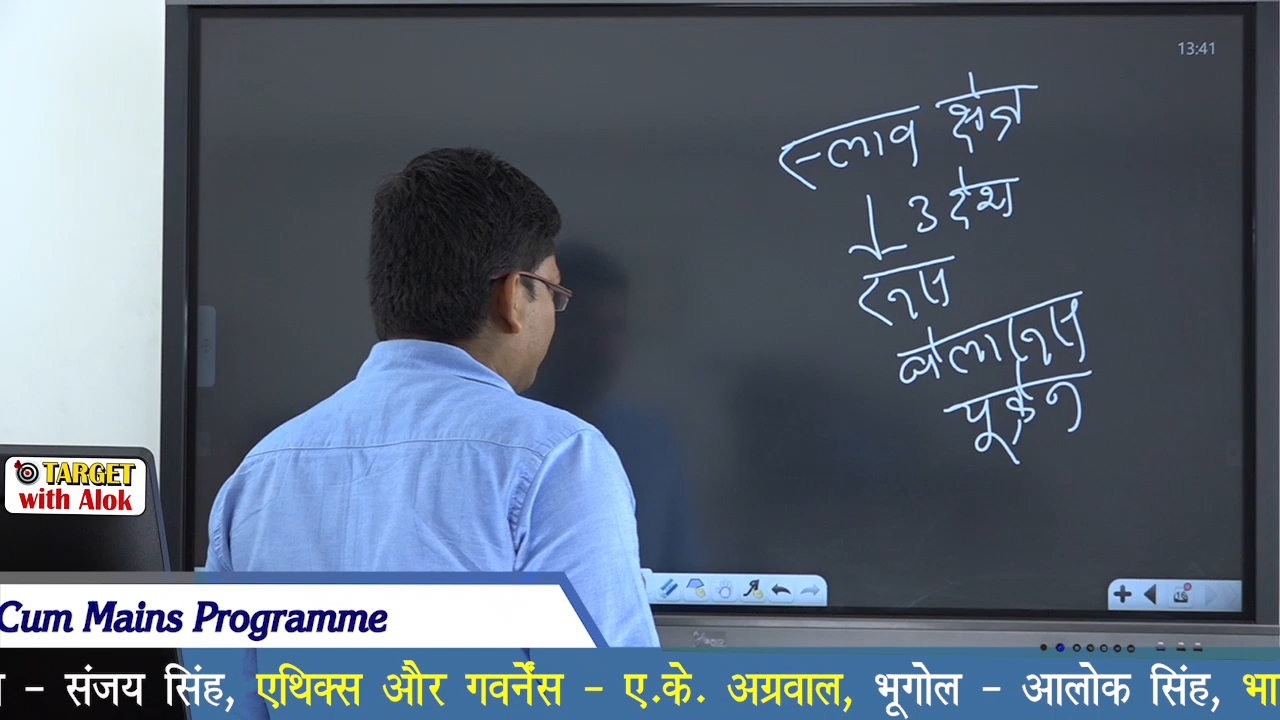 13:41
स्लाव क्षेत्र
3 देश
रूस
बेलारूस
यूक्रेन
TARGET
with Alok
Cum Mains Programme
– संजय सिंह, एथिक्स और गवर्नेंस – ए.के. अग्रवाल, भूगोल – आलोक सिंह, भा